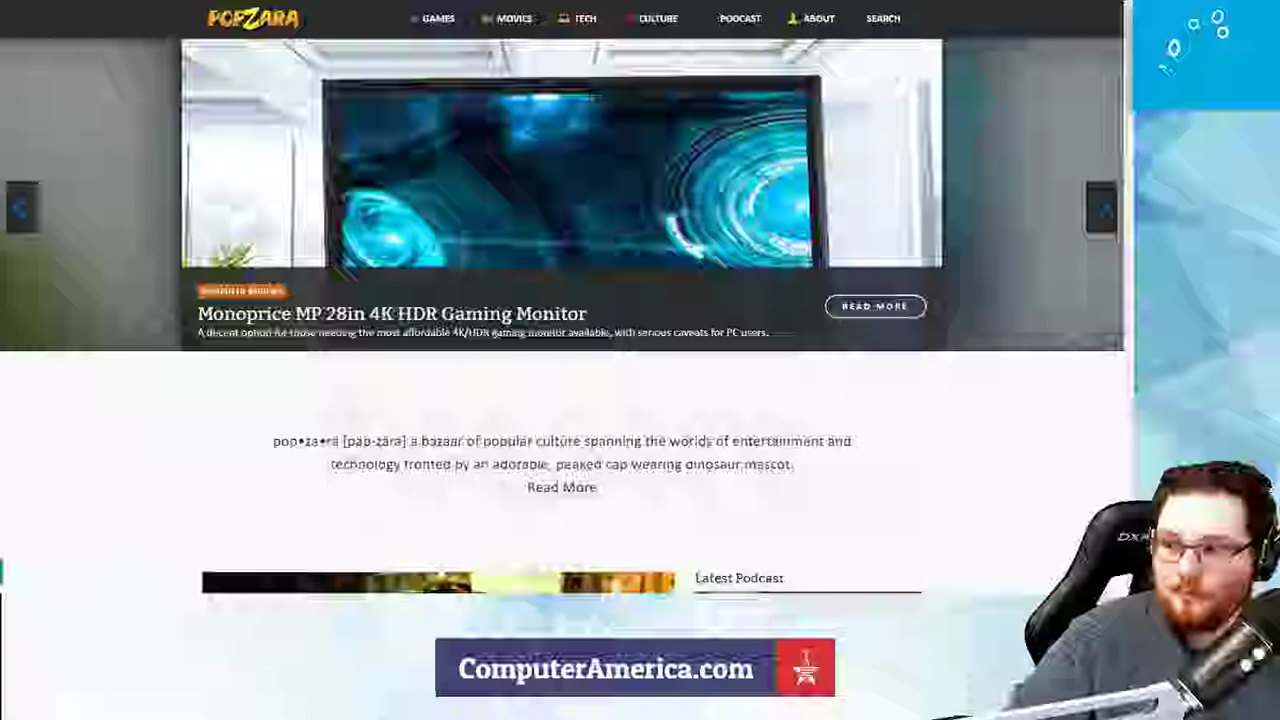 POPZARA
GAMES MOVIES TECH CULTURE PODCAST ABOUT SEARCH
COMPUTER REVIEWS
Monoprice MP 28in 4K HDR Gaming Monitor
READ MORE
A decent option for those needing the most affordable 4K/HDR gaming monitor available, with serious caveats for PC users.
pop•za•ra [pap-zära] a bazaar of popular culture spanning the worlds of entertainment and
technology fronted by an adorable, peaked cap wearing dinosaur mascot.
Read More
Latest Podcast
ComputerAmerica.com